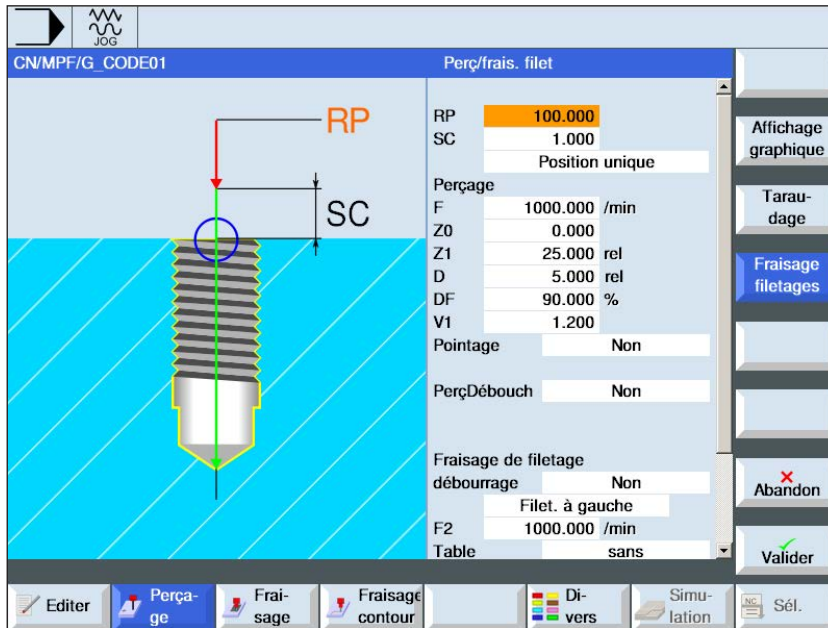 JOG
CN/MPF/G_CODE01
Perç/frais. filet
RP
SC
RP 100.000
SC 1.000
Position unique
Perçage
F 1000.000 /min
Z0 0.000
Z1 25.000 rel
D 5.000 rel
DF 90.000 %
V1 1.200
Pointage Non
PerçDébouch Non
Fraisage de filetage
débourrage Non
Filet. à gauche
F2 1000.000 /min
Table sans
Affichage
graphique
Tarau-
dage
Fraisage
filetages
Abandon
Valider
Editer
Perça-
ge
Frai-
sage
Fraisage
contour
Di-
vers
Simu-
lation
NC
Sél.